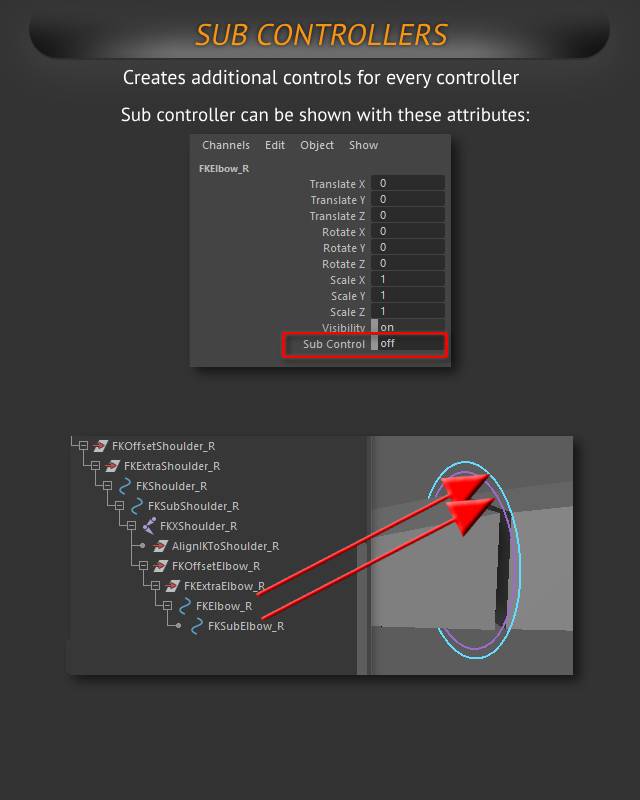 SUB CONTROLLERS
Creates additional controls for every controller
Sub controller can be shown with these attributes:
Channels Edit Object Show
FKElbow_R
Translate X 0
Translate Y 0
Translate Z 0
Rotate X 0
Rotate Y 0
Rotate Z 0
Scale X 1
Scale Y 1
Scale Z 1
Visibility on
Sub Control off
FKOffsetShoulder_R
FKExtraShoulder_R
FKShoulder_R
FKSubShoulder_R
FKXShoulder_R
AlignIKToShoulder_R
FKOffsetElbow_R
FKExtraElbow_R
FKElbow_R
FKSubElbow_R